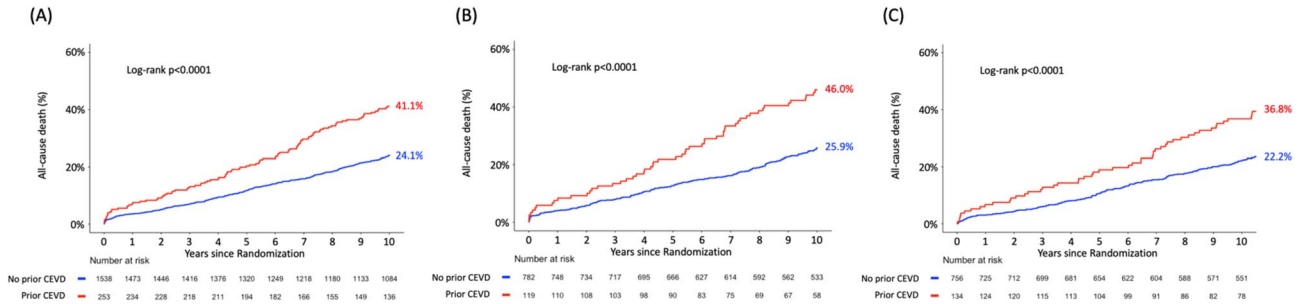 (A)
60%
40%
20%
0%
All-cause death (%)
Log-rank p<0.0001
41.1%
24.1%
0 1 2 3 4 5 6 7 8 9 10
Years since Randomization
Number at risk
No prior CEVD 1538 1473 1446 1416 1376 1320 1249 1218 1180 1133 1084
Prior CEVD 253 234 228 218 211 194 182 166 155 149 136
(B)
60%
40%
20%
0%
All-cause death (%)
Log-rank p<0.0001
46.0%
25.9%
0 1 2 3 4 5 6 7 8 9 10
Years since Randomization
Number at risk
No prior CEVD 782 748 734 717 695 666 627 614 592 562 533
Prior CEVD 119 110 108 103 98 90 83 75 69 67 58
(C)
60%
40%
20%
0%
All-cause death (%)
Log-rank p<0.0001
36.8%
22.2%
0 1 2 3 4 5 6 7 8 9 10
Years since Randomization
Number at risk
No prior CEVD 756 725 712 699 681 654 622 604 588 571 551
Prior CEVD 134 124 120 115 113 104 99 91 86 82 78